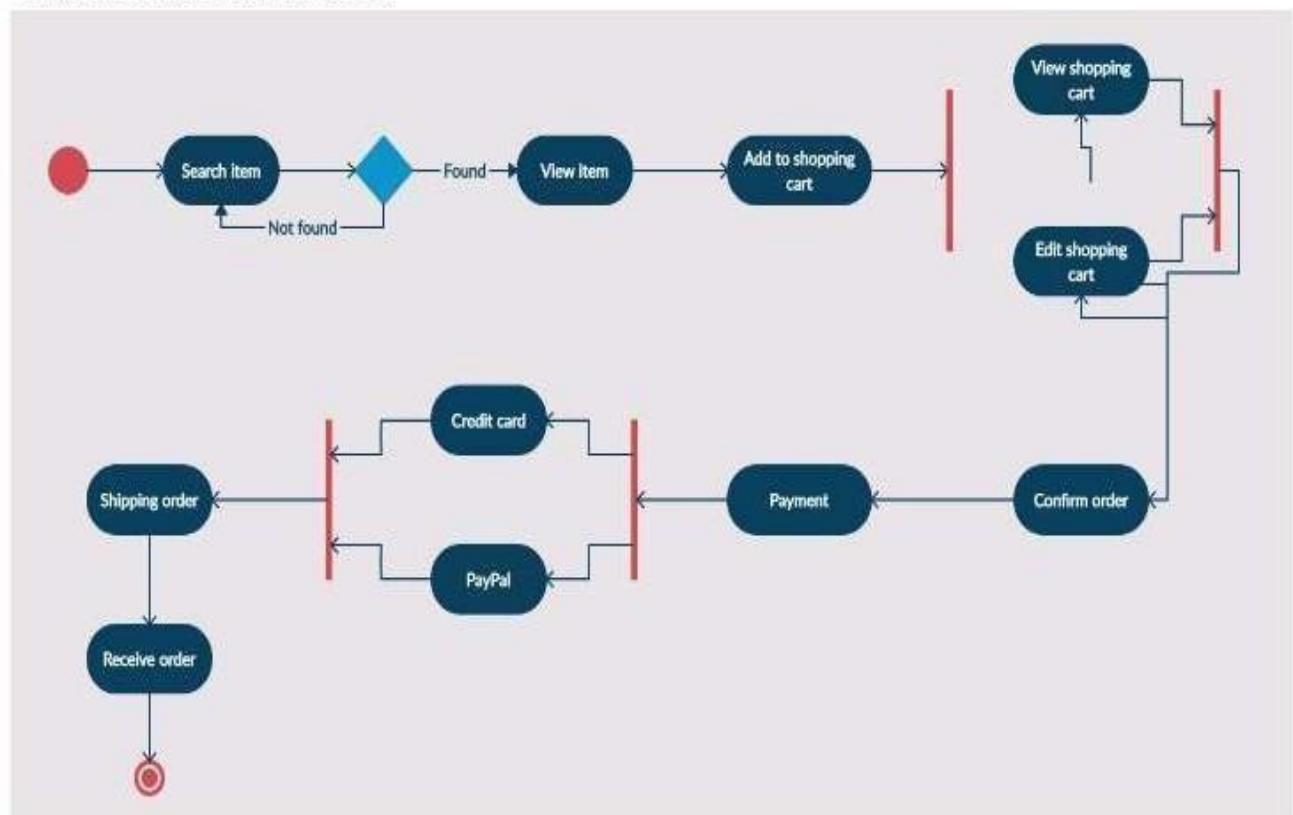 Search item
Found
View item
Add to shopping
cart
View shopping
cart
Not found
Edit shopping
cart
Credit card
Shipping order
Payment
Confirm order
PayPal
Receive order